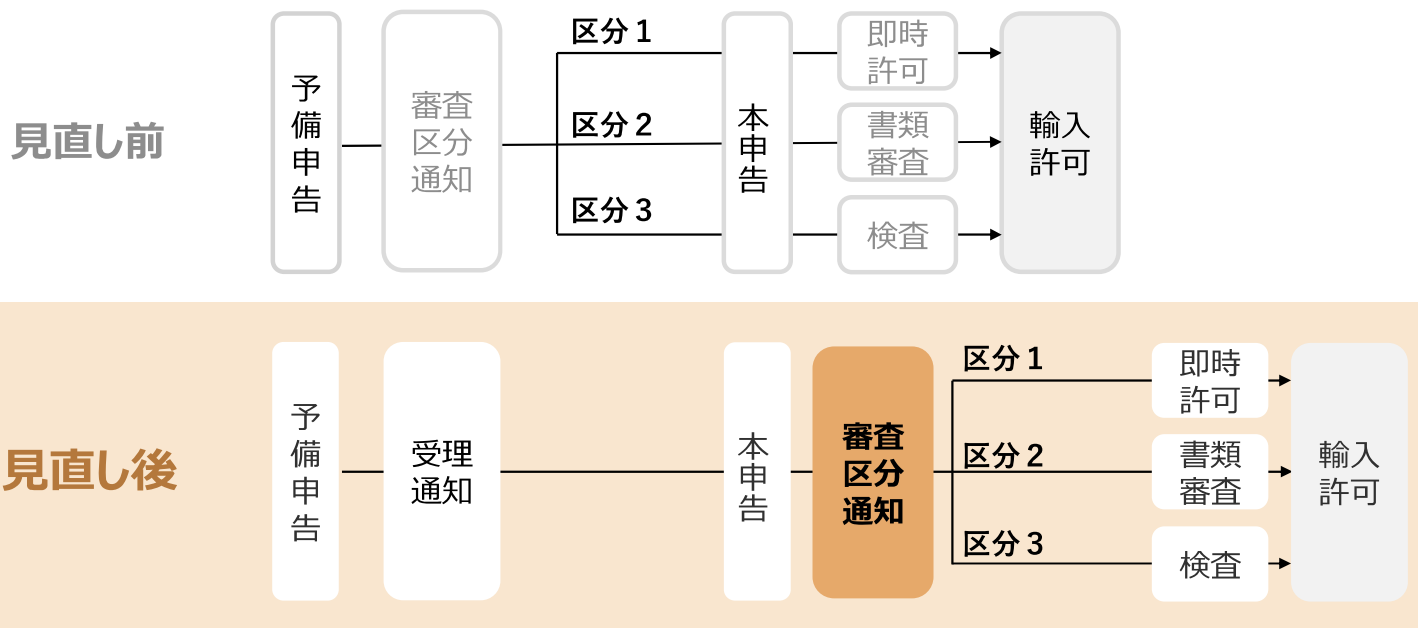 見直し前
予備申告
審査
区分
通知
区分1
区分2
区分3
本申告
即時
許可
書類
審査
検査
輸入
許可
見直し後
予備申告
受理
通知
本申告
審査
区分
通知
区分1
区分2
区分3
即時
許可
書類
審査
検査
輸入
許可